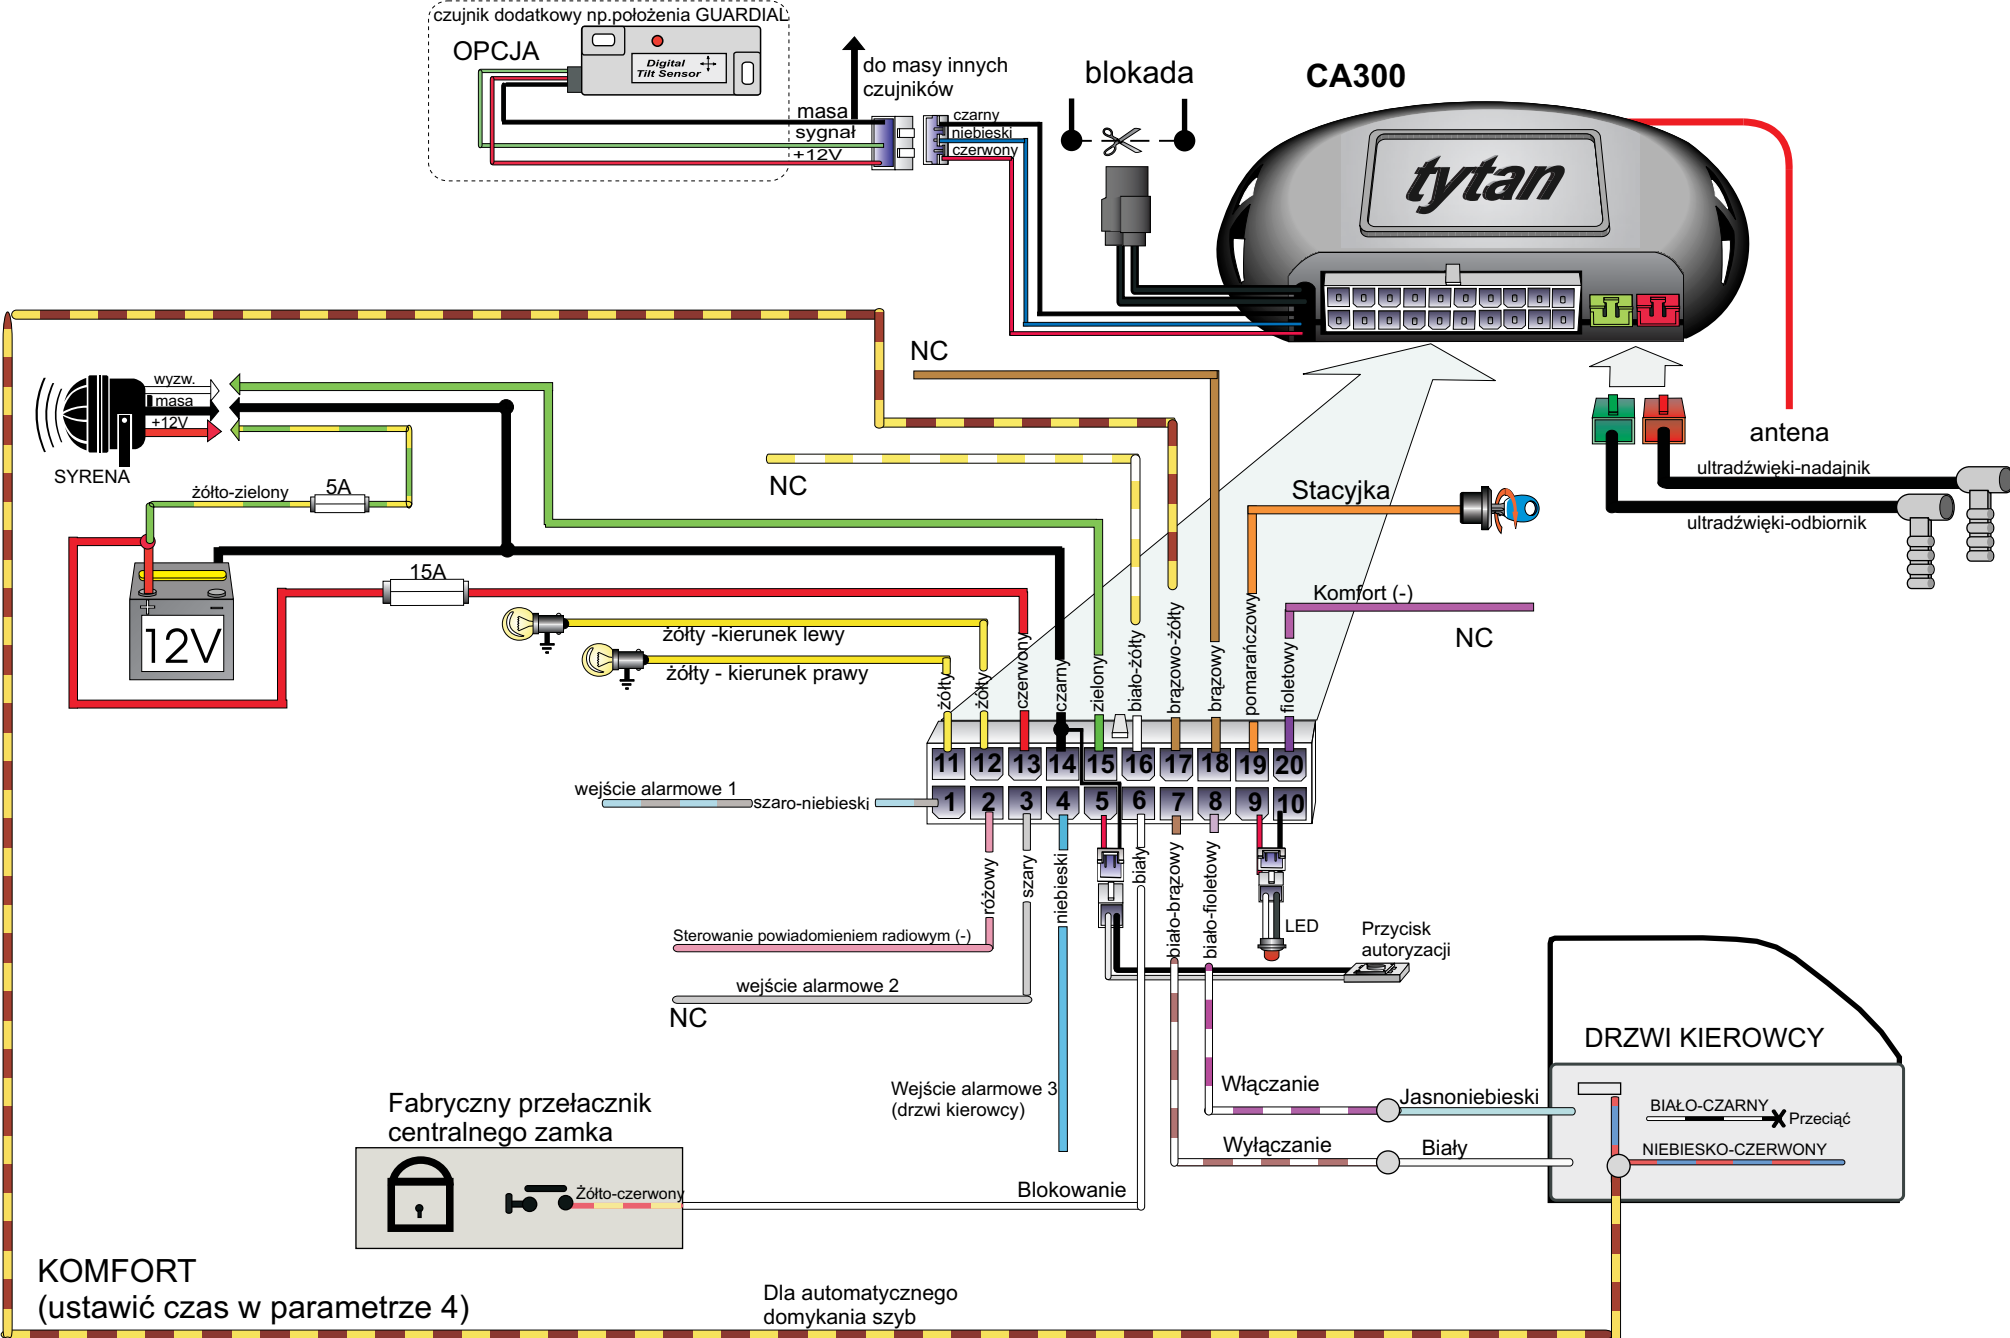 czujnik dodatkowy np.położenia GUARDIAL
OPCJA
Digital
Tilt Sensor
masa
sygnał
+12V
do masy innych
czujników
czarny
niebieski
czerwony
blokada
CA300
tytan
NC
wyzw.
masa
+12V
SYRENA
żółto-zielony
5A
NC
antena
ultradźwięki-nadajnik
ultradźwięki-odbiornik
Stacyjka
15A
12V
żółty -kierunek lewy
żółty - kierunek prawy
Komfort (-)
NC
żółty
żółty
czerwony
czarny
zielony
biało-żółty
brązowo-żółty
brązowy
pomarańczowy
fioletowy
11 12 13 14 15 16 17 18 19 20
1 2 3 4 5 6 7 8 9 10
wejście alarmowe 1
szaro-niebieski
różowy
szary
niebieski
biały
biało-brązowy
biało-fioletowy
LED
Przycisk
autoryzacji
Sterowanie powiadomieniem radiowym (-)
wejście alarmowe 2
NC
Wejście alarmowe 3
(drzwi kierowcy)
Włączanie
Jasnoniebieski
Wyłączanie
Biały
DRZWI KIEROWCY
BIAŁO-CZARNY
Przeciąć
NIEBIESKO-CZERWONY
Fabryczny przełacznik
centralnego zamka
Żółto-czerwony
Blokowanie
KOMFORT
(ustawić czas w parametrze 4)
Dla automatycznego
domykania szyb